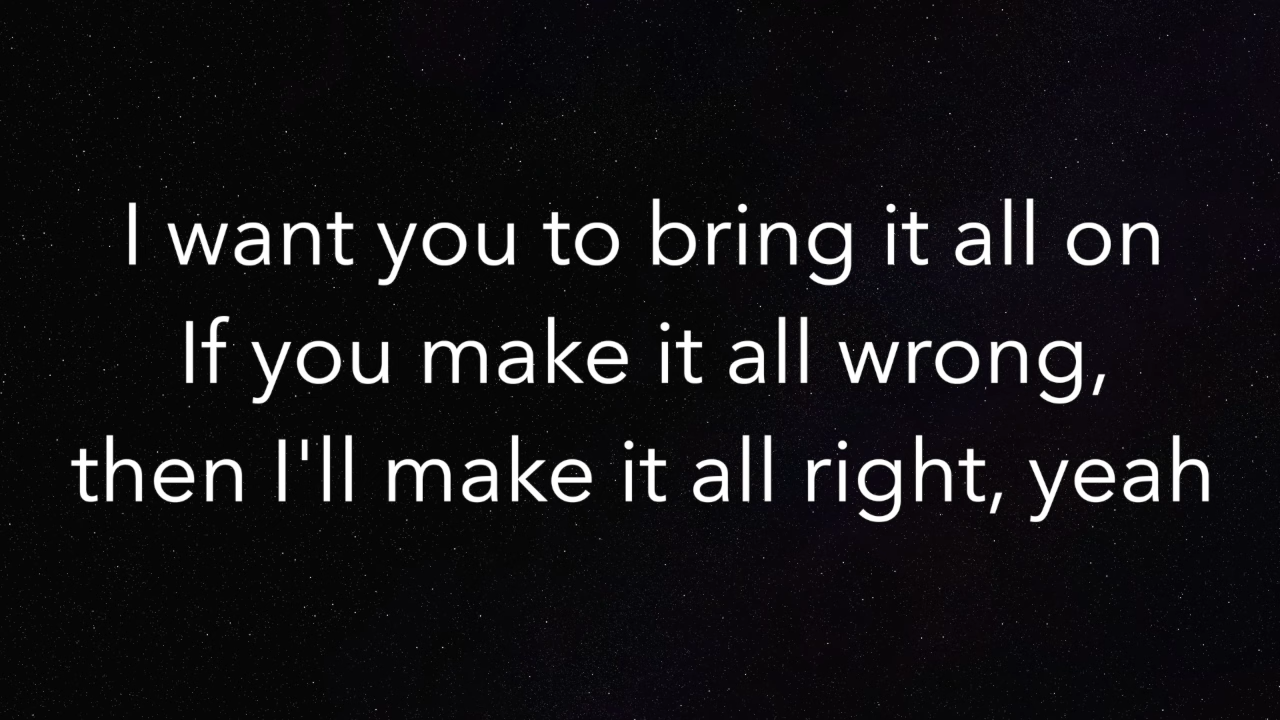 I want you to bring it all on
If you make it all wrong,
then I'll make it all right, yeah